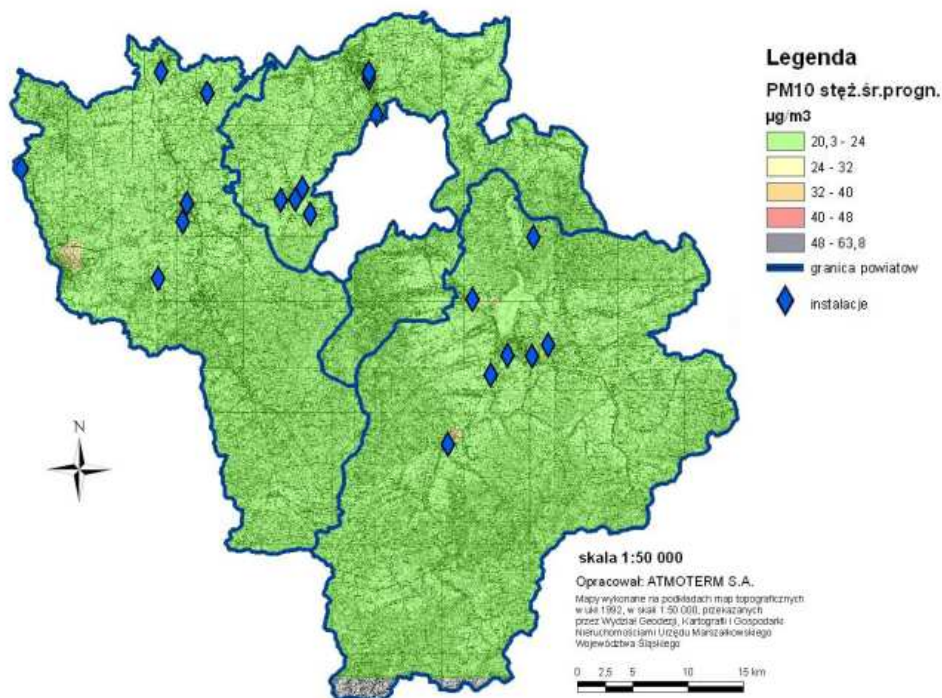 Legenda
PM10 stęż.śr.progn.
µg/m3
20,3 - 24
24 - 32
32 - 40
40 - 48
48 - 63,8
granica powiatow
instalacje
N
skala 1:50 000
Opracował: ATMOTERM S.A.
Mapy wykonane na podkładach map topograficznych
w ukł 1992, w skali 1:50 000, przekazanych
przez Wydział Geodezji, Kartografii i Gospodarki
Nieruchomościami Urzędu Marszałkowskiego
Województwa Śląskiego
0 2,5 5 10 15 km